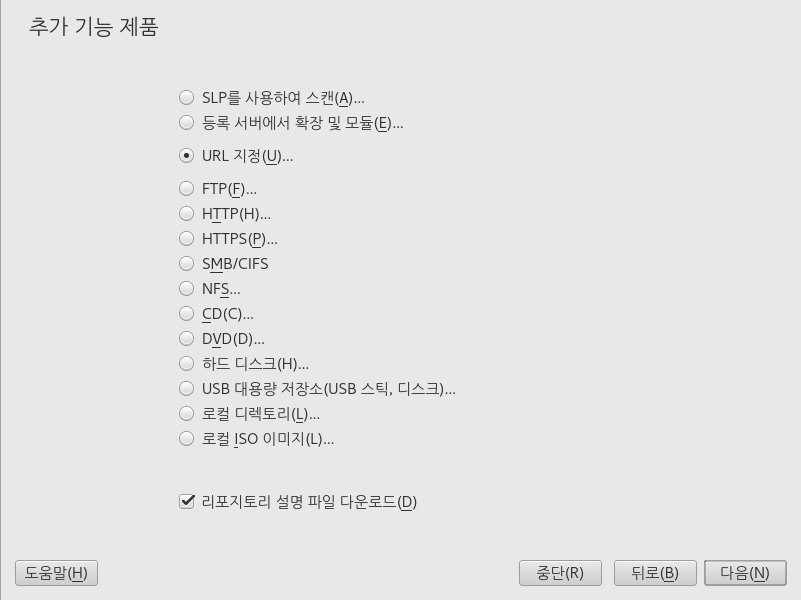 추가 기능 제품
SLP를 사용하여 스캔(A)...
등록 서버에서 확장 및 모듈(E)...
URL 지정(U)...
FTP(F)...
HTTP(H)...
HTTPS(P)...
SMB/CIFS
NFS...
CD(C)...
DVD(D)...
하드 디스크(H)...
USB 대용량 저장소(USB 스틱, 디스크)...
로컬 디렉토리(L)...
로컬 ISO 이미지(L)...
리포지토리 설명 파일 다운로드(D)
도움말(H) 중단(R) 뒤로(B) 다음(N)